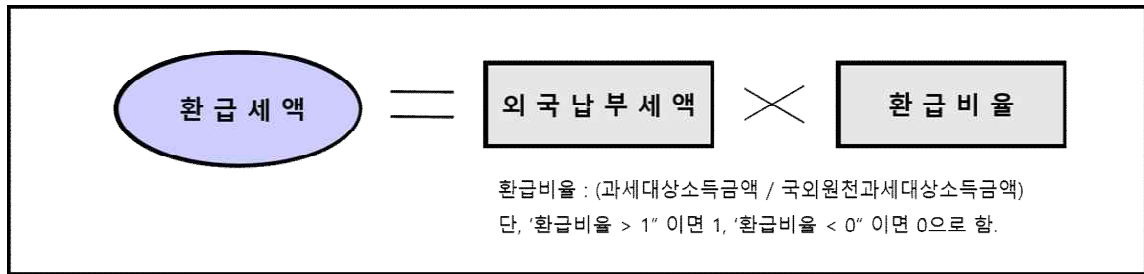 환 급 세 액 = 외 국 납 부 세 액 × 환 급 비 율
환급비율 : (과세대상소득금액 / 국외원천과세대상소득금액)
단, ‘환급비율 > 1” 이면 1, ‘환급비율 < 0“ 이면 0으로 함.